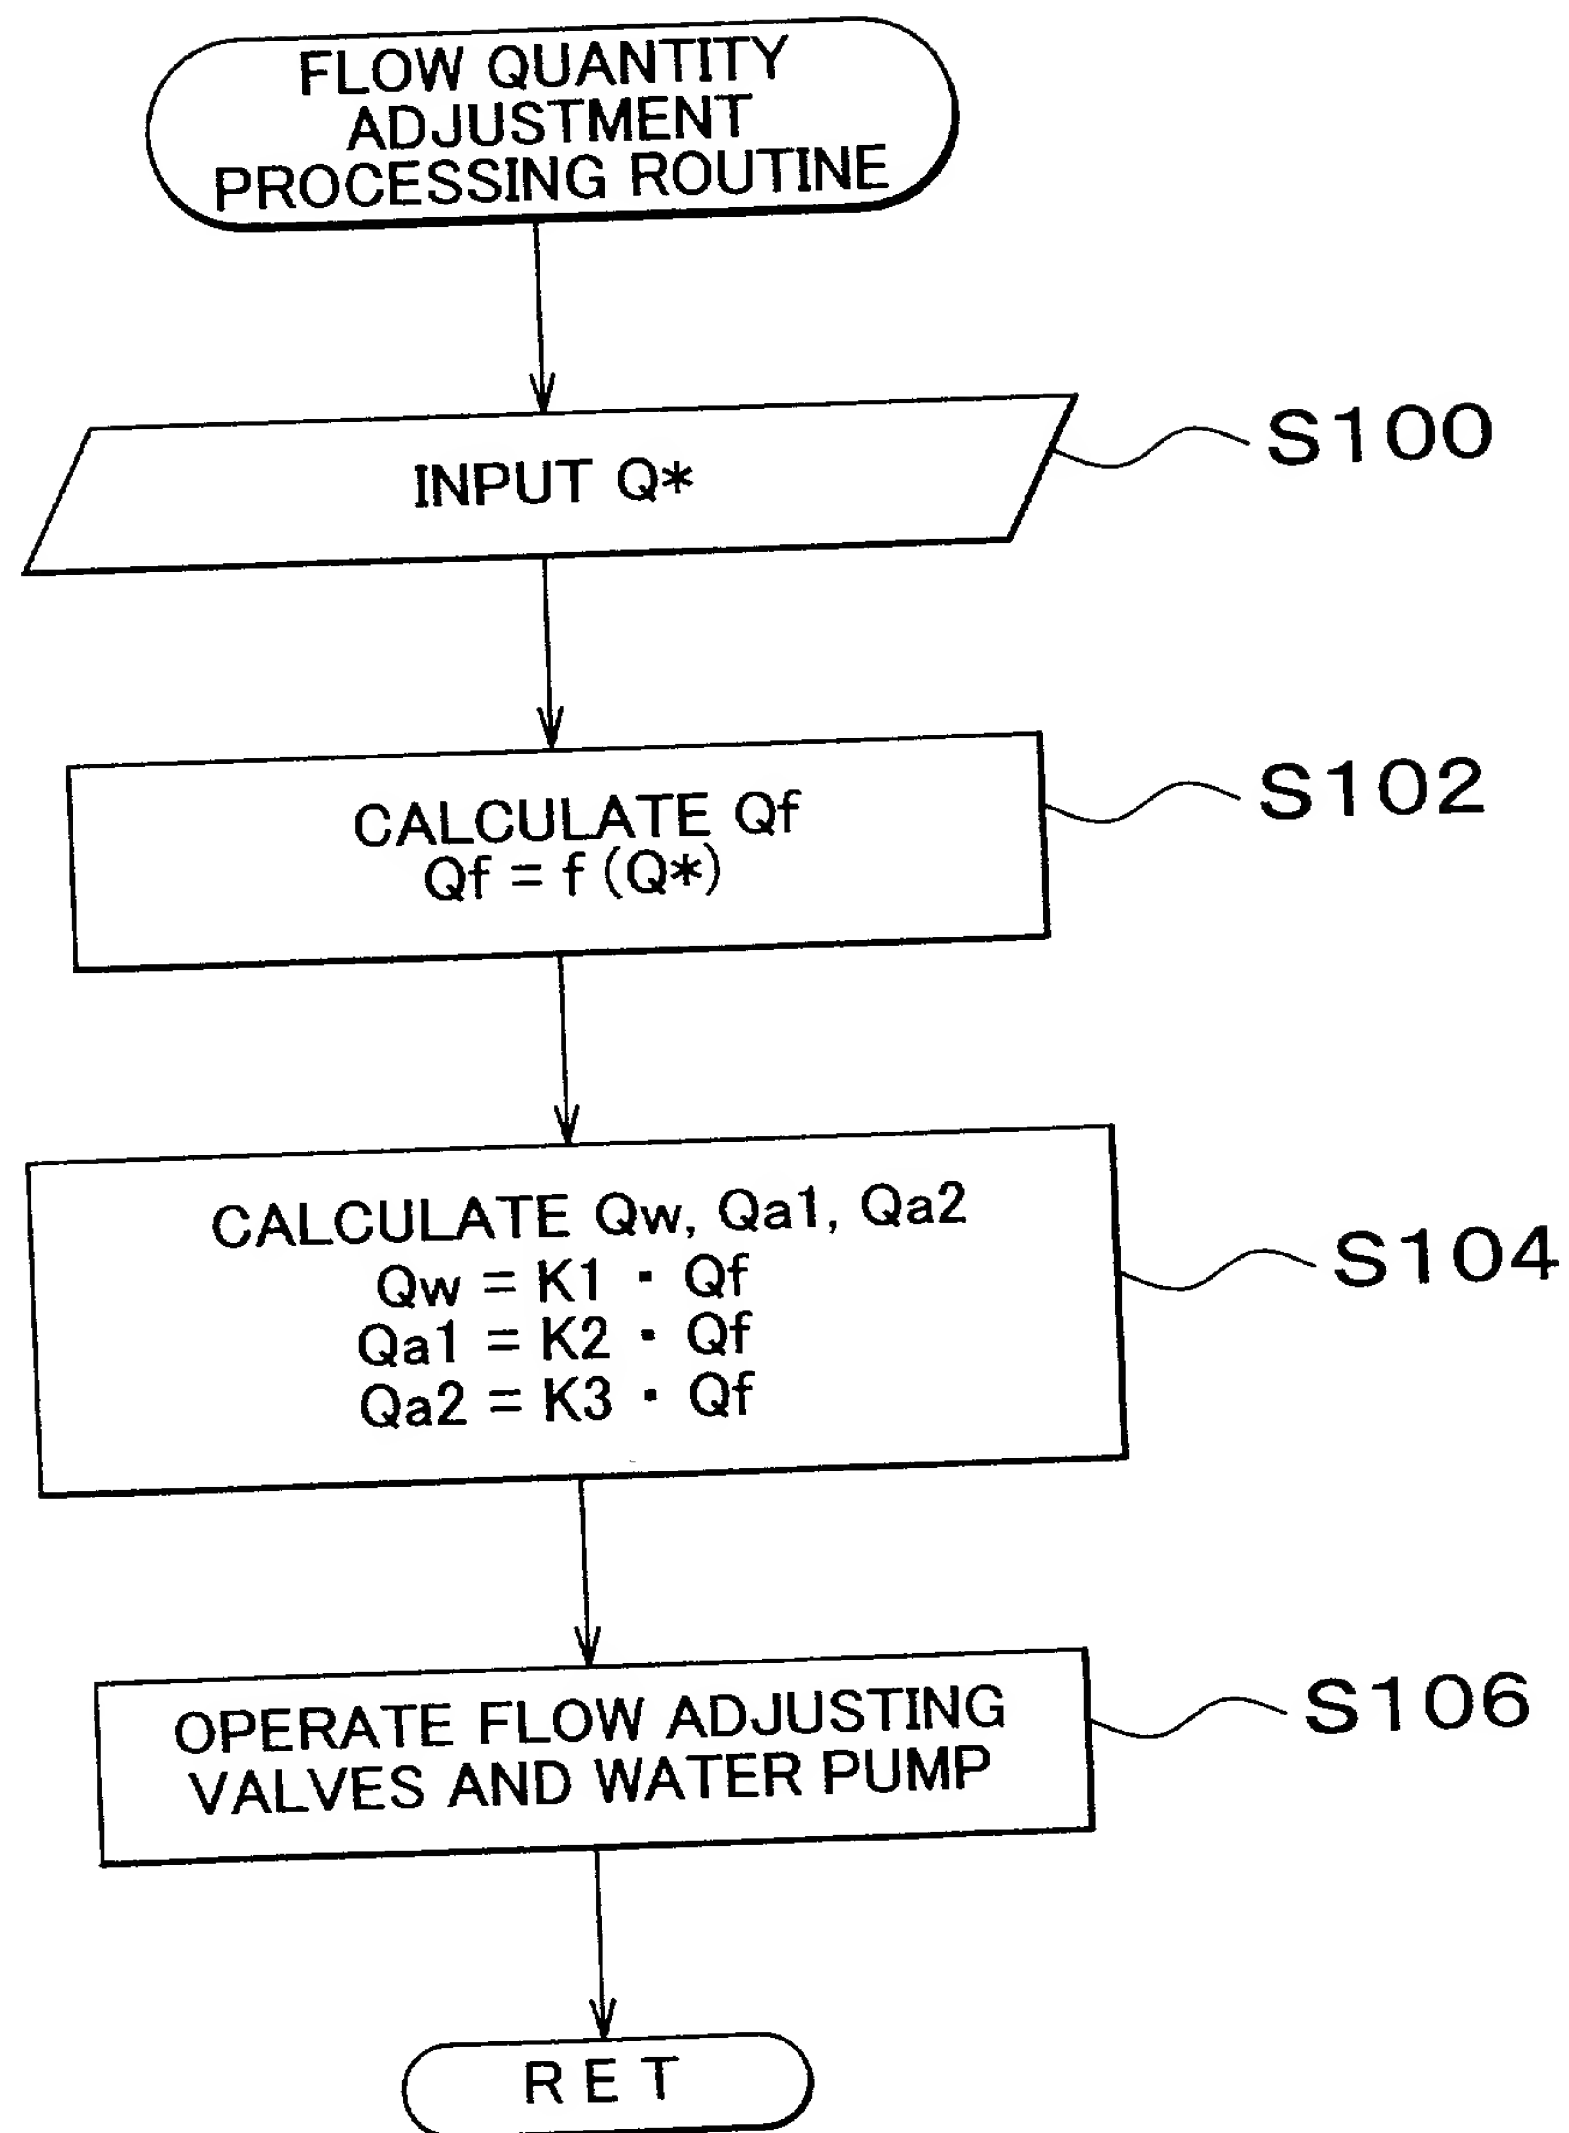 FLOW QUANTITY
ADJUSTMENT
PROCESSING ROUTINE
INPUT Q*
S100
CALCULATE Qf
Qf = f (Q*)
S102
CALCULATE Qw, Qa1, Qa2
Qw = K1 · Qf
Qa1 = K2 · Qf
Qa2 = K3 · Qf
S104
OPERATE FLOW ADJUSTING
VALVES AND WATER PUMP
S106
RET